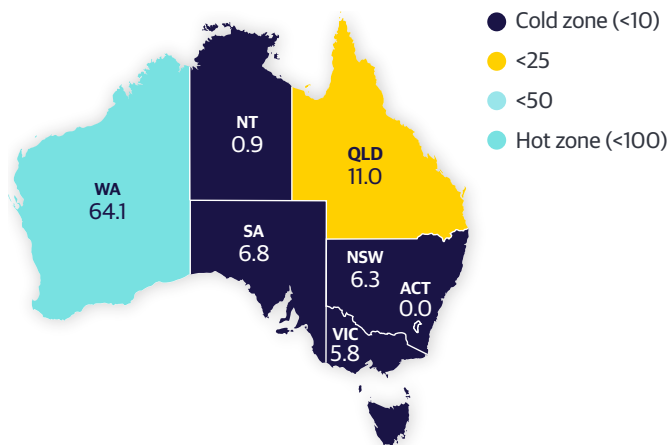 Cold zone (<10)
<25
<50
Hot zone (<100)
NT
0.9
QLD
11.0
WA
64.1
SA
6.8
NSW
6.3
ACT
0.0
VIC
5.8